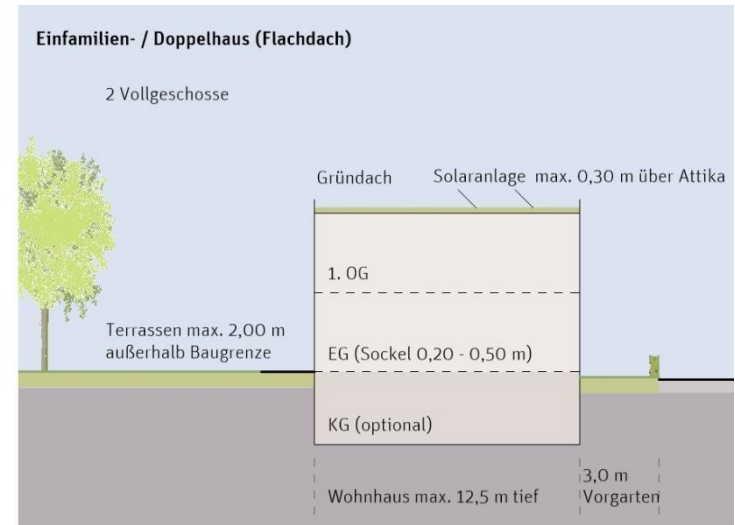 Einfamilien- / Doppelhaus (Flachdach)
2 Vollgeschosse
Gründach
Solaranlage max. 0,30 m über Attika
1. OG
Terrassen max. 2,00 m
außerhalb Baugrenze
EG (Sockel 0,20 - 0,50 m)
KG (optional)
Wohnhaus max. 12,5 m tief
3,0 m
Vorgarten